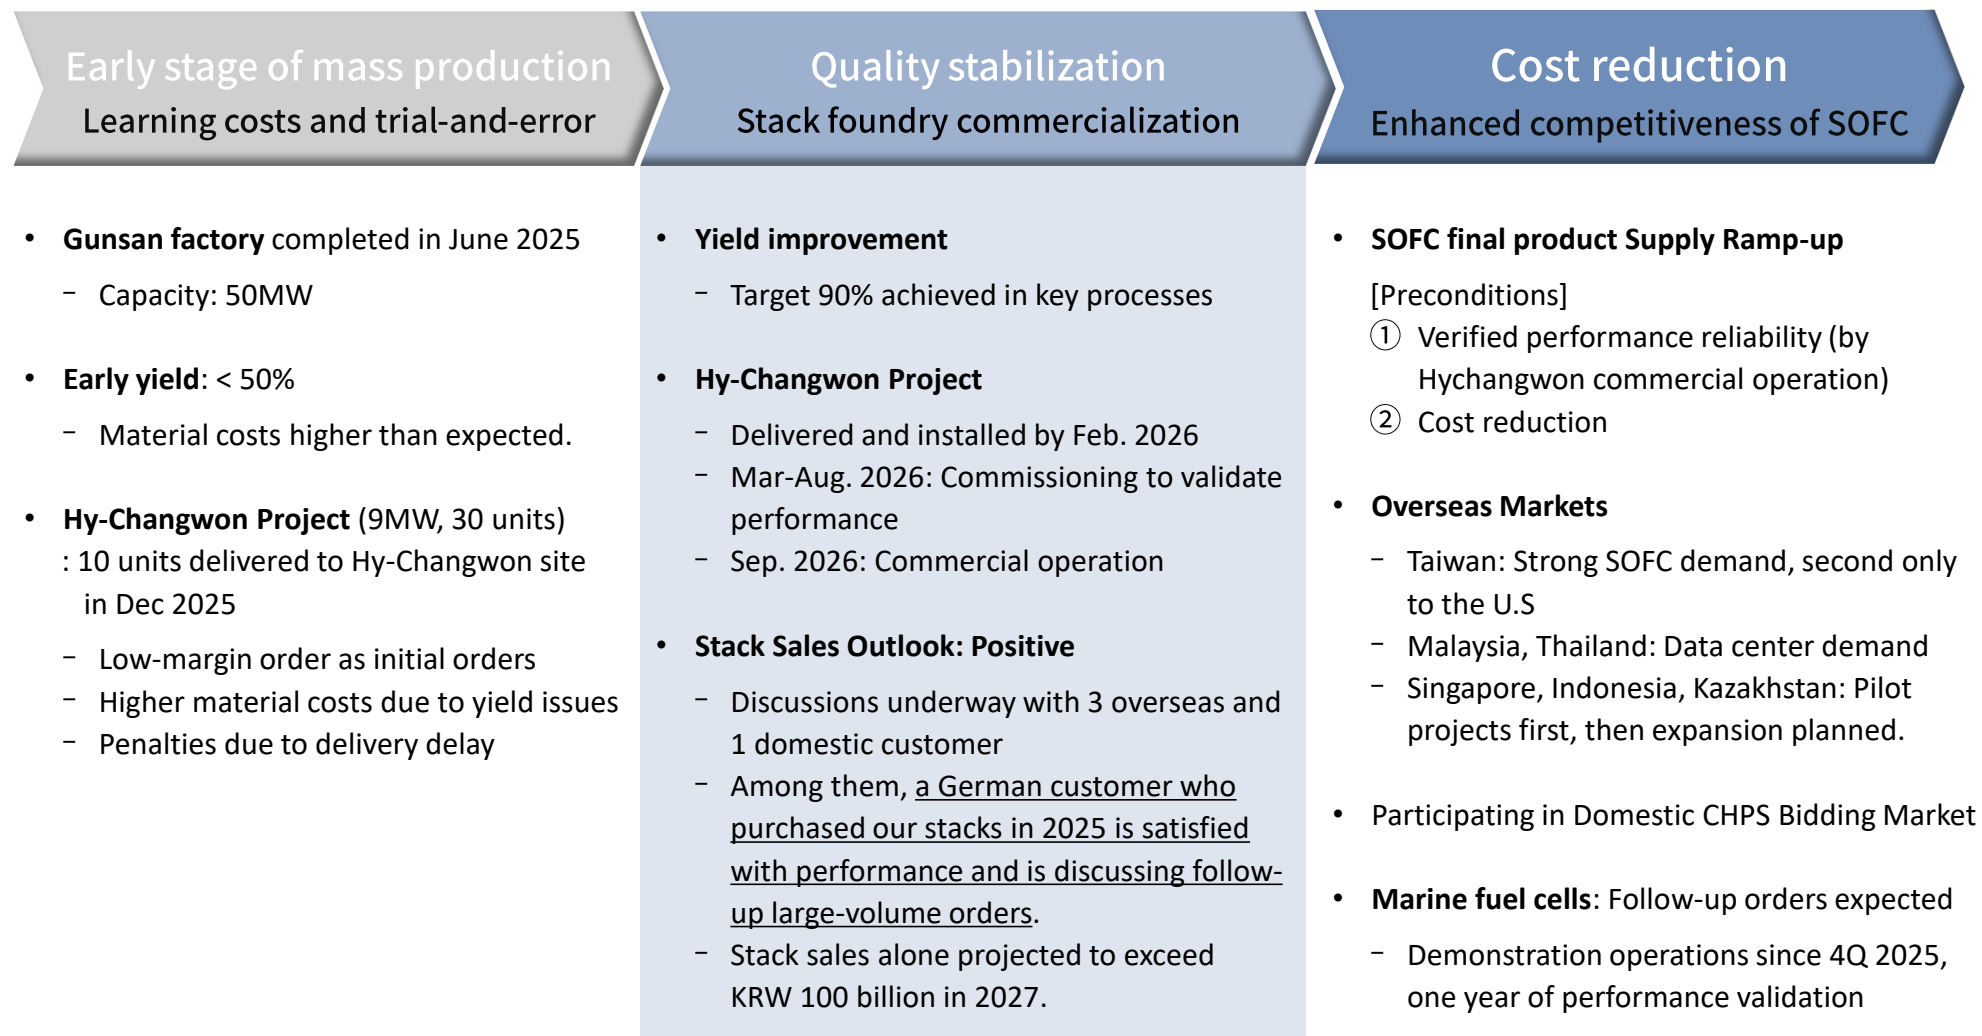 Early stage of mass production
Learning costs and trial-and-error
• Gunsan factory completed in June 2025
– Capacity: 50MW
• Early yield: < 50%
– Material costs higher than expected.
• Hy-Changwon Project (9MW, 30 units)
: 10 units delivered to Hy-Changwon site
in Dec 2025
– Low-margin order as initial orders
– Higher material costs due to yield issues
– Penalties due to delivery delay
Quality stabilization
Stack foundry commercialization
• Yield improvement
– Target 90% achieved in key processes
• Hy-Changwon Project
– Delivered and installed by Feb. 2026
– Mar-Aug. 2026: Commissioning to validate
performance
– Sep. 2026: Commercial operation
• Stack Sales Outlook: Positive
– Discussions underway with 3 overseas and
1 domestic customer
– Among them, a German customer who
purchased our stacks in 2025 is satisfied
with performance and is discussing follow-
up large-volume orders.
– Stack sales alone projected to exceed
KRW 100 billion in 2027.
Cost reduction
Enhanced competitiveness of SOFC
• SOFC final product Supply Ramp-up
[Preconditions]
① Verified performance reliability (by
Hychangwon commercial operation)
② Cost reduction
• Overseas Markets
– Taiwan: Strong SOFC demand, second only
to the U.S
– Malaysia, Thailand: Data center demand
– Singapore, Indonesia, Kazakhstan: Pilot
projects first, then expansion planned.
• Participating in Domestic CHPS Bidding Market
• Marine fuel cells: Follow-up orders expected
– Demonstration operations since 4Q 2025,
one year of performance validation